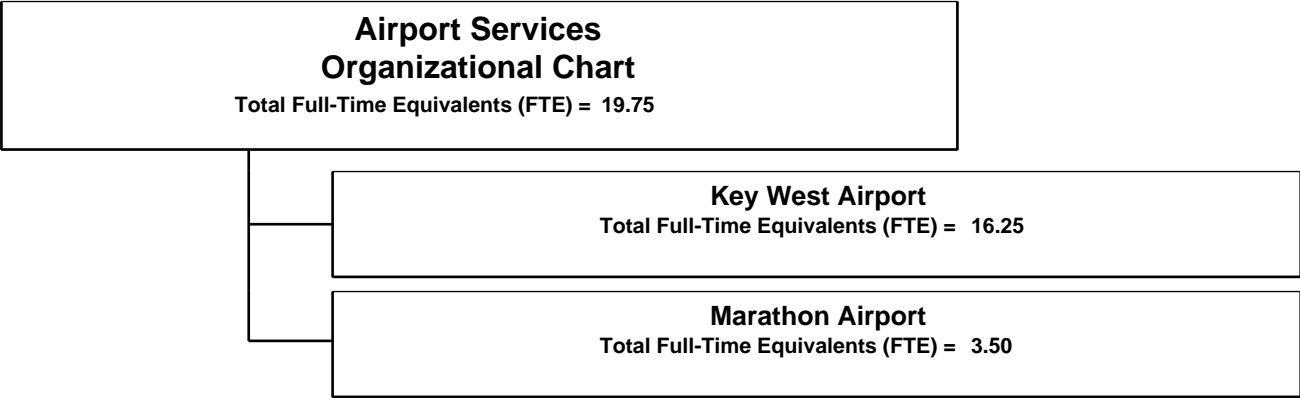 Airport Services
Organizational Chart
Total Full-Time Equivalents (FTE) = 19.75
Key West Airport
Total Full-Time Equivalents (FTE) = 16.25
Marathon Airport
Total Full-Time Equivalents (FTE) = 3.50